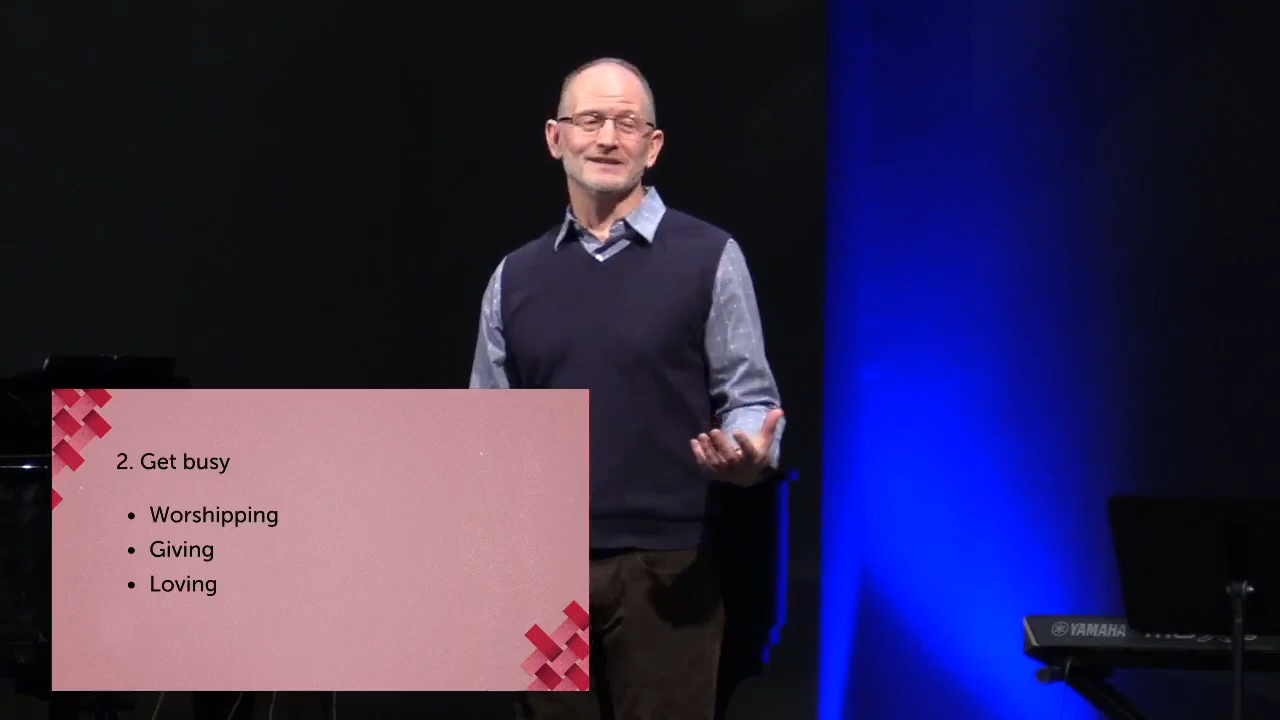 2. Get busy
• Worshipping
• Giving
• Loving
YAMAHA